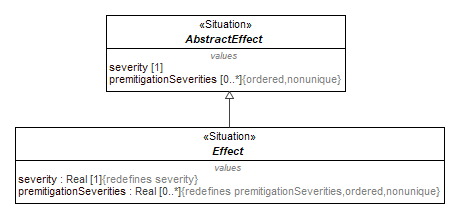 «Situation»
AbstractEffect
values
severity [1]
premitigationSeverities [0..*]{ordered,nonunique}
«Situation»
Effect
values
severity : Real [1]{redefines severity}
premitigationSeverities : Real [0..*]{redefines premitigationSeverities,ordered,nonunique}